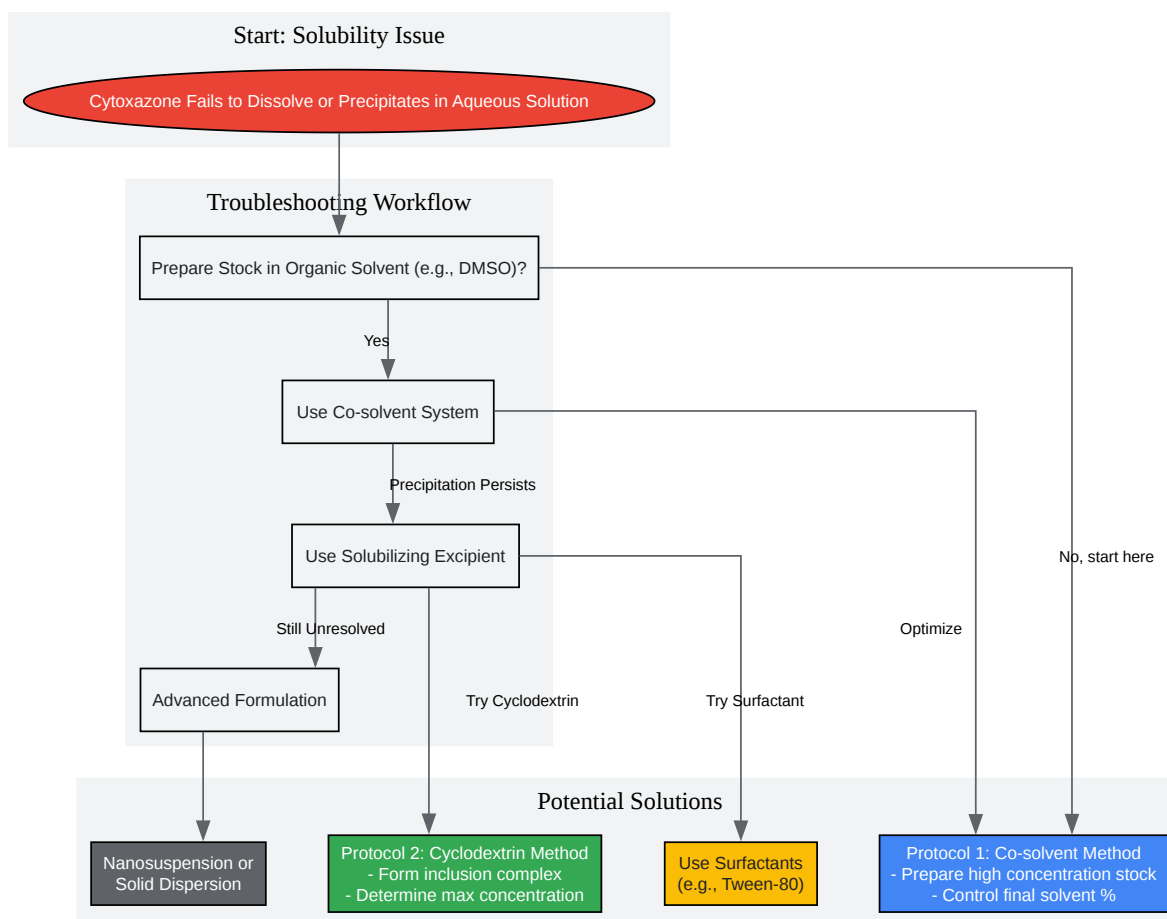 Start: Solubility Issue
Cytoxazone Fails to Dissolve or Precipitates in Aqueous Solution
Troubleshooting Workflow
Prepare Stock in Organic Solvent (e.g., DMSO)?
Yes
Use Co-solvent System
Precipitation Persists
Use Solubilizing Excipient
No, start here
Still Unresolved
Optimize
Advanced Formulation
Try Cyclodextrin
Try Surfactant
Potential Solutions
Nanosuspension or
Solid Dispersion
Protocol 2: Cyclodextrin Method
- Form inclusion complex
- Determine max concentration
Use Surfactants
(e.g., Tween-80)
Protocol 1: Co-solvent Method
- Prepare high concentration stock
- Control final solvent %